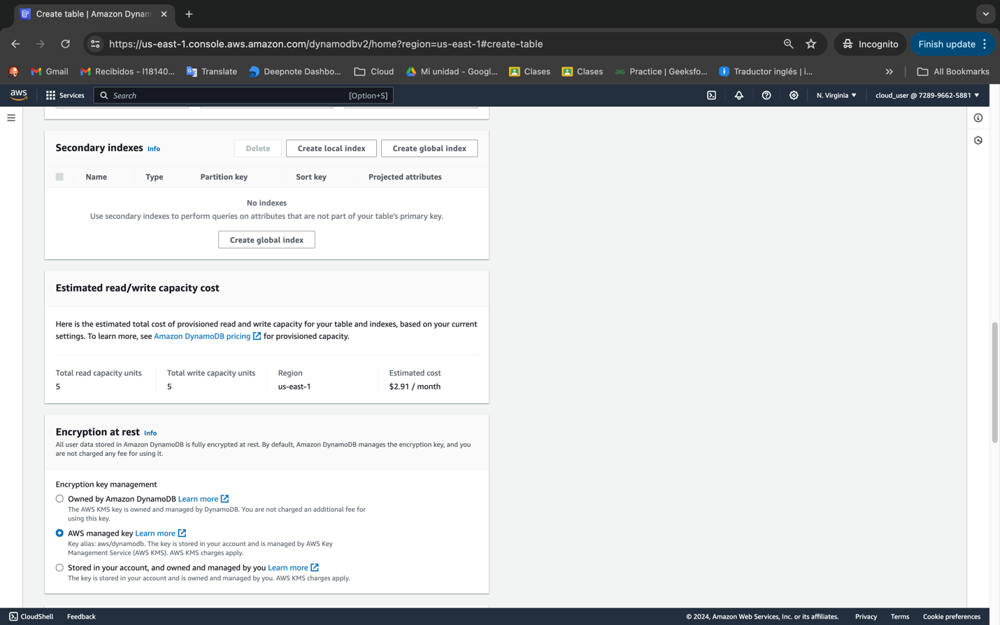 Create table | Amazon Dynam
https://us-east-1.console.aws.amazon.com/dynamodbv2/home?region=us-east-1#create-table
Incognito
Finish update
Gmail
Recibidos - l18140...
Translate
Deepnote Dashbo...
Cloud
Mi unidad - Googl...
Clases
Clases
Practice | Geeksfo...
Traductor inglés | i...
All Bookmarks
aws
Services
Search
[Option+S]
N. Virginia
cloud_user @ 7289-9662-5881
Secondary indexes Info
Delete
Create local index
Create global index
Name
Type
Partition key
Sort key
Projected attributes
No indexes
Use secondary indexes to perform queries on attributes that are not part of your table's primary key.
Create global index
Estimated read/write capacity cost
Here is the estimated total cost of provisioned read and write capacity for your table and indexes, based on your current
settings. To learn more, see Amazon DynamoDB pricing for provisioned capacity.
Total read capacity units
5
Total write capacity units
5
Region
us-east-1
Estimated cost
$2.91 / month
Encryption at rest Info
All user data stored in Amazon DynamoDB is fully encrypted at rest. By default, Amazon DynamoDB manages the encryption key, and you
are not charged any fee for using it.
Encryption key management
Owned by Amazon DynamoDB Learn more
The AWS KMS key is owned and managed by DynamoDB. You are not charged an additional fee for
using this key.
AWS managed key Learn more
Key alias: aws/dynamodb. The key is stored in your account and is managed by AWS Key
Management Service (AWS KMS). AWS KMS charges apply.
Stored in your account, and owned and managed by you Learn more
The key is stored in your account and is owned and managed by you. AWS KMS charges apply.
CloudShell
Feedback
© 2024, Amazon Web Services, Inc. or its affiliates.
Privacy
Terms
Cookie preferences